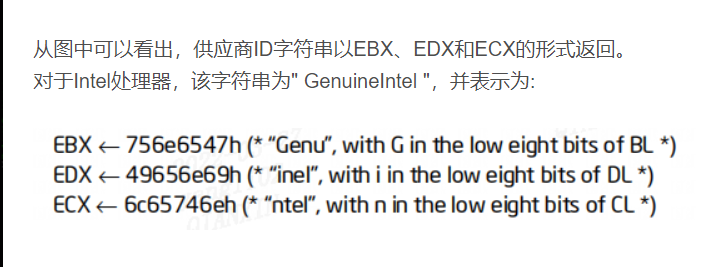 从图中可以看出，供应商ID字符串以EBX、EDX和ECX的形式返回。
对于Intel处理器，该字符串为" GenuineIntel "，并表示为:
EBX ← 756e6547h (* “Genu”, with G in the low eight bits of BL *)
EDX ← 49656e69h (* “inel”, with i in the low eight bits of DL *)
ECX ← 6c65746eh (* “ntel”, with n in the low eight bits of CL *)